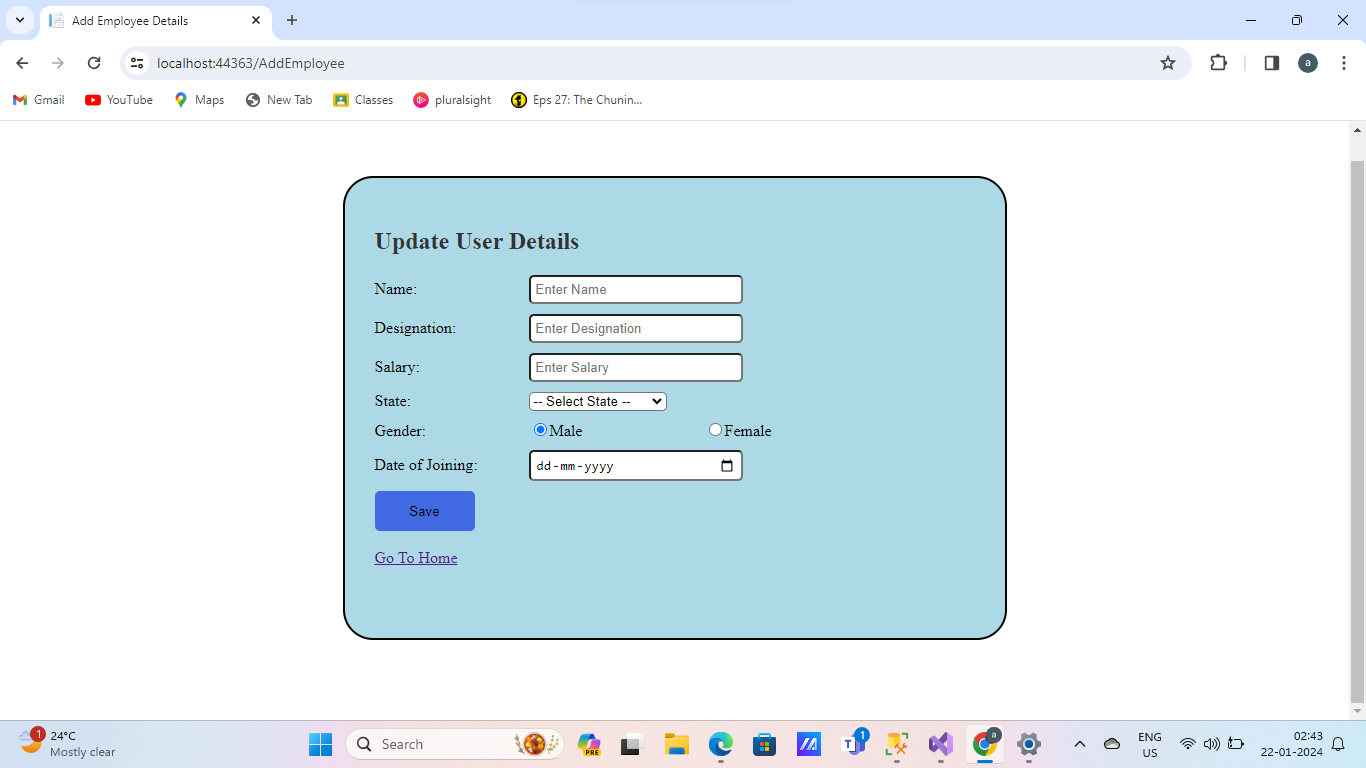 Add Employee Details
localhost:44363/AddEmployee
a
Gmail YouTube Maps New Tab Classes pluralsight Eps 27: The Chunin...
Update User Details
Name: Enter Name
Designation: Enter Designation
Salary: Enter Salary
State: -- Select State --
Gender: Male Female
Date of Joining: dd-mm-yyyy
Save
Go To Home
1 24°C
Mostly clear
Search
PRE
T 1
a
ENG
US
02:43
22-01-2024